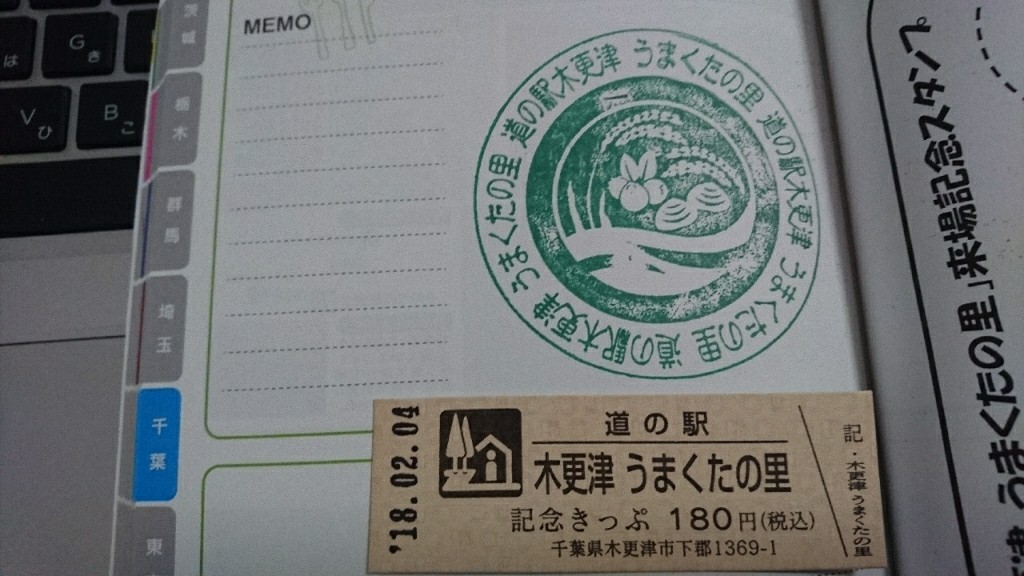 G
き
は
V
ひ
B
こ
茨城
栃木
群馬
埼玉
千葉
東
MEMO
道の駅木更津 うまくたの里 道の駅木更津 うまくたの里 道の駅木更津 うまくたの里
うまくたの里」来場記念スタンプ
'18.02.04
道の駅
木更津 うまくたの里
記念きっぷ 180円(税込)
千葉県木更津市下郡1369-1
記・木更津 うまくたの里